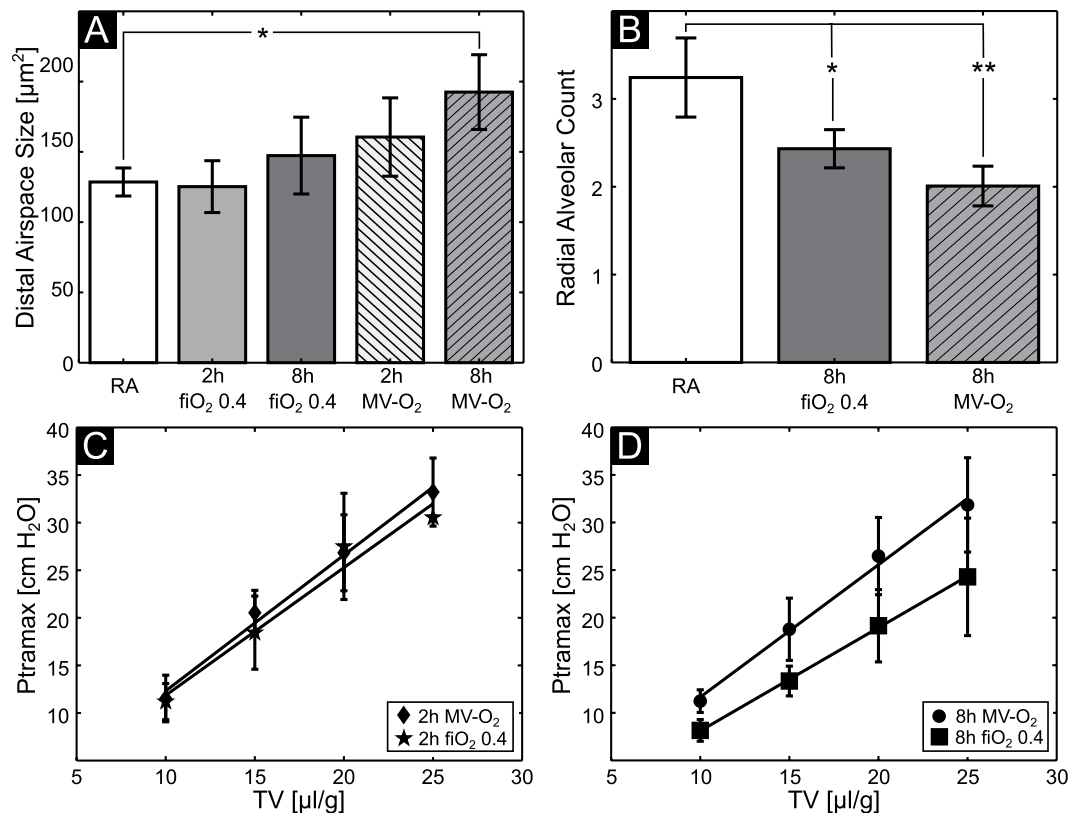 A
*
Distal Airspace Size [µm²]
200
150
100
50
0
RA
2h fiO₂ 0.4
8h fiO₂ 0.4
2h MV-O₂
8h MV-O₂
B
*
**
Radial Alveolar Count
3
2
1
0
RA
8h fiO₂ 0.4
8h MV-O₂
C
Ptramax [cm H₂O]
40
35
30
25
20
15
10
2h MV-O₂
2h fiO₂ 0.4
5 10 15 20 25 30
TV [µl/g]
D
Ptramax [cm H₂O]
40
35
30
25
20
15
10
8h MV-O₂
8h fiO₂ 0.4
5 10 15 20 25 30
TV [µl/g]